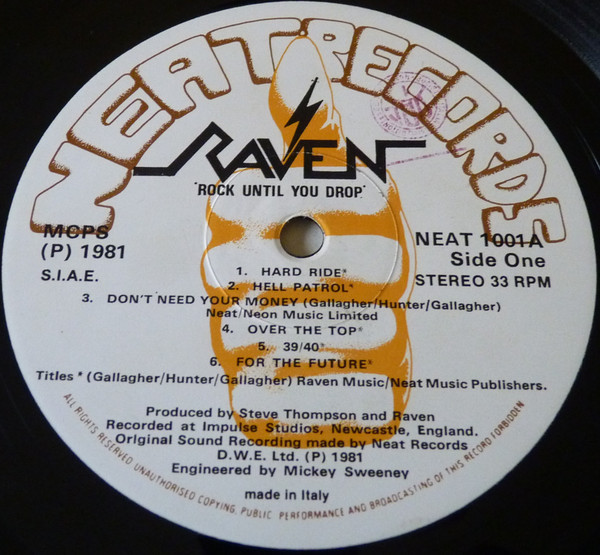 NEAT RECORDS
RAVEN
'ROCK UNTIL YOU DROP'
MCPS
(P) 1981
S.I.A.E.
NEAT 1001A
Side One
STEREO 33 RPM
1. HARD RIDE*
2. HELL PATROL*
3. DON'T NEED YOUR MONEY (Gallagher/Hunter/Gallagher)
Neat/Neon Music Limited
4. OVER THE TOP*
5. 39/40*
6. FOR THE FUTURE*
Titles * (Gallagher/Hunter/Gallagher) Raven Music/Neat Music Publishers.
Produced by Steve Thompson and Raven
Recorded at Impulse Studios, Newcastle, England.
Original Sound Recording made by Neat Records
D.W.E. Ltd. (P) 1981
Engineered by Mickey Sweeney
made in Italy
ALL RIGHTS RESERVED UNAUTHORISED COPYING, PUBLIC PERFORMANCE AND BROADCASTING OF THIS RECORD FORBIDDEN